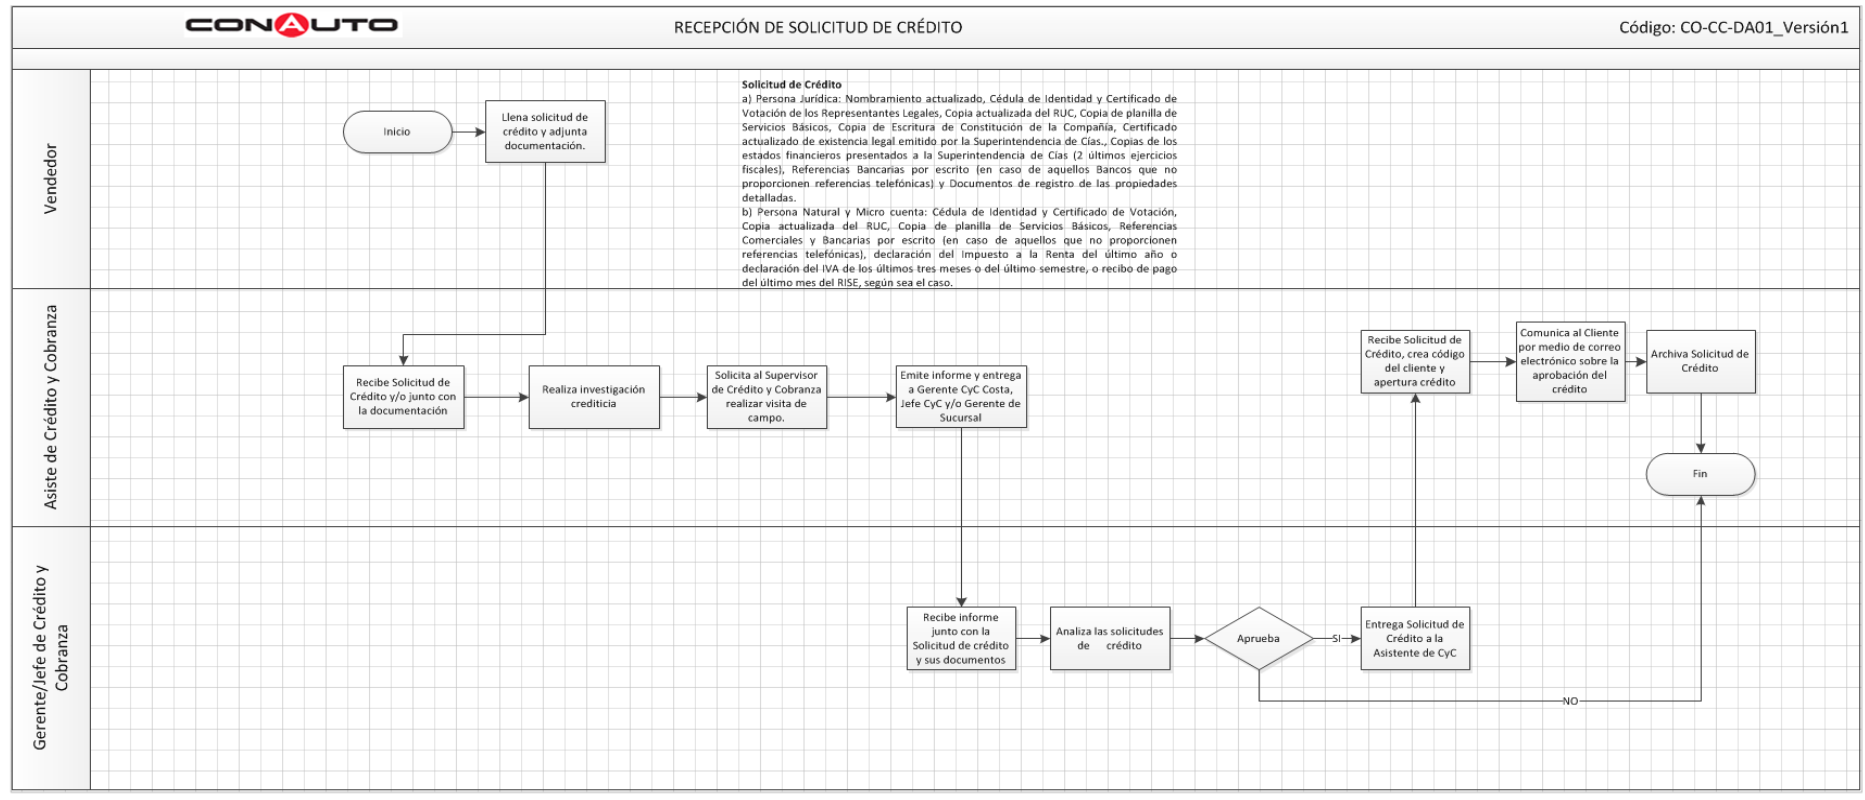 CONAUTO
RECEPCIÓN DE SOLICITUD DE CRÉDITO
Código: CO-CC-DA01_Versión1
Vendedor
Inicio
Llena solicitud de
crédito y adjunta
documentación.
Solicitud de Crédito
a) Persona Jurídica: Nombramiento actualizado, Cédula de Identidad y Certificado de
Votación de los Representantes Legales, Copia actualizada del RUC, Copia de planilla de
Servicios Básicos, Copia de Escritura de Constitución de la Compañía, Certificado
actualizado de existencia legal emitido por la Superintendencia de Cías., Copias de los
estados financieros presentados a la Superintendencia de Cías (2 últimos ejercicios
fiscales), Referencias Bancarias por escrito (en caso de aquellos Bancos que no
proporcionen referencias telefónicas) y Documentos de registro de las propiedades
detalladas.
b) Persona Natural y Micro cuenta: Cédula de Identidad y Certificado de Votación,
Copia actualizada del RUC, Copia de planilla de Servicios Básicos, Referencias
Comerciales y Bancarias por escrito (en caso de aquellos que no proporcionen
referencias telefónicas), declaración del Impuesto a la Renta del último año o
declaración del IVA de los últimos tres meses o del último semestre, o recibo de pago
del último mes del RISE, según sea el caso.
Asiste de Crédito y Cobranza
Recibe Solicitud de
Crédito y/o junto con
la documentación
Realiza investigación
crediticia
Solicita al Supervisor
de Crédito y Cobranza
realizar visita de
campo.
Emite informe y entrega
a Gerente CyC Costa,
Jefe CyC y/o Gerente de
Sucursal
Recibe Solicitud de
Crédito, crea código
del cliente y
apertura crédito
Comunica al Cliente
por medio de correo
electrónico sobre la
aprobación del
crédito
Archiva Solicitud de
Crédito
Fin
Gerente/Jefe de Crédito y
Cobranza
Recibe informe
junto con la
Solicitud de crédito
y sus documentos
Analiza las solicitudes
de crédito
Aprueba
SI
Entrega Solicitud de
Crédito a la
Asistente de CyC
NO